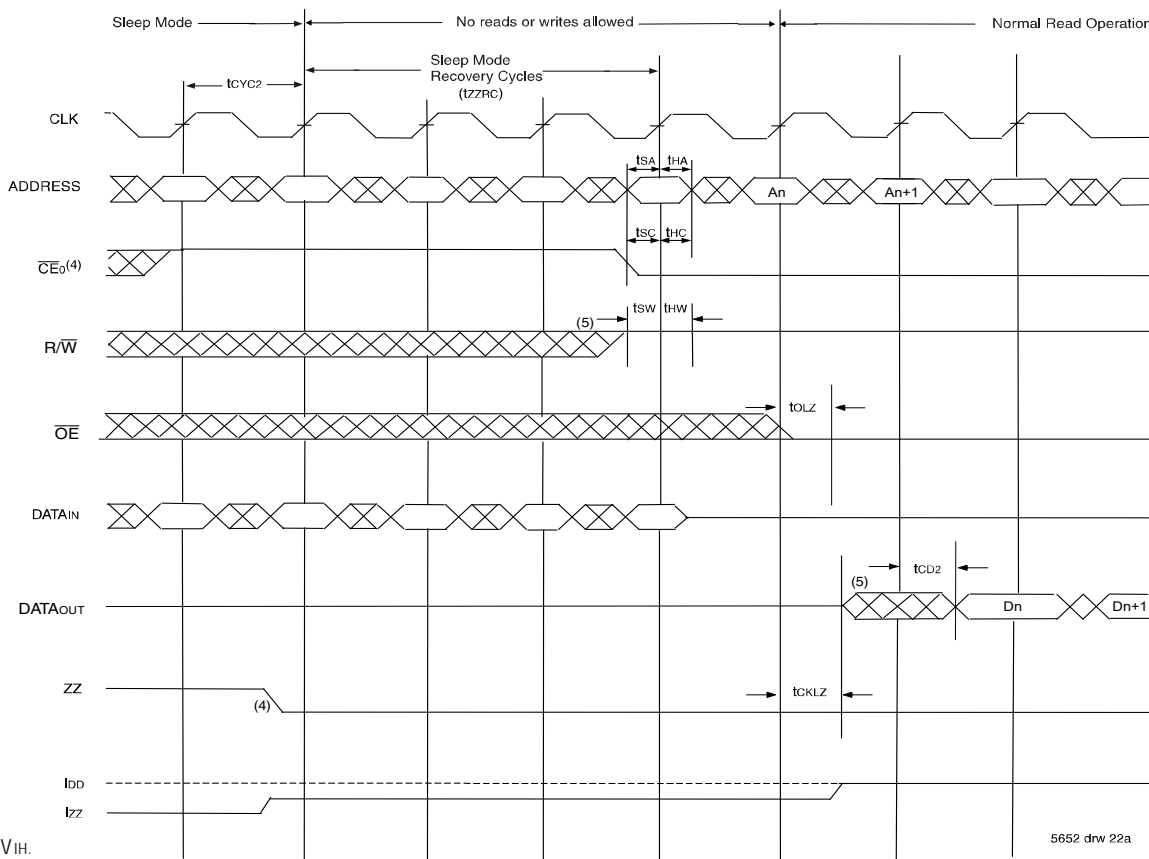 Sleep Mode
No reads or writes allowed
Normal Read Operation
Sleep Mode
Recovery Cycles
(tZZRC)
tCYC2
CLK
tSA tHA
ADDRESS
An
An+1
tSC tHC
CE0(4)
tSW tHW
(5)
R/W
tOLZ
OE
DATAIN
tCD2
(5)
DATAOUT
Dn
Dn+1
ZZ
(4)
tCKLZ
IDD
IZZ
VIH.
5652 drw 22a